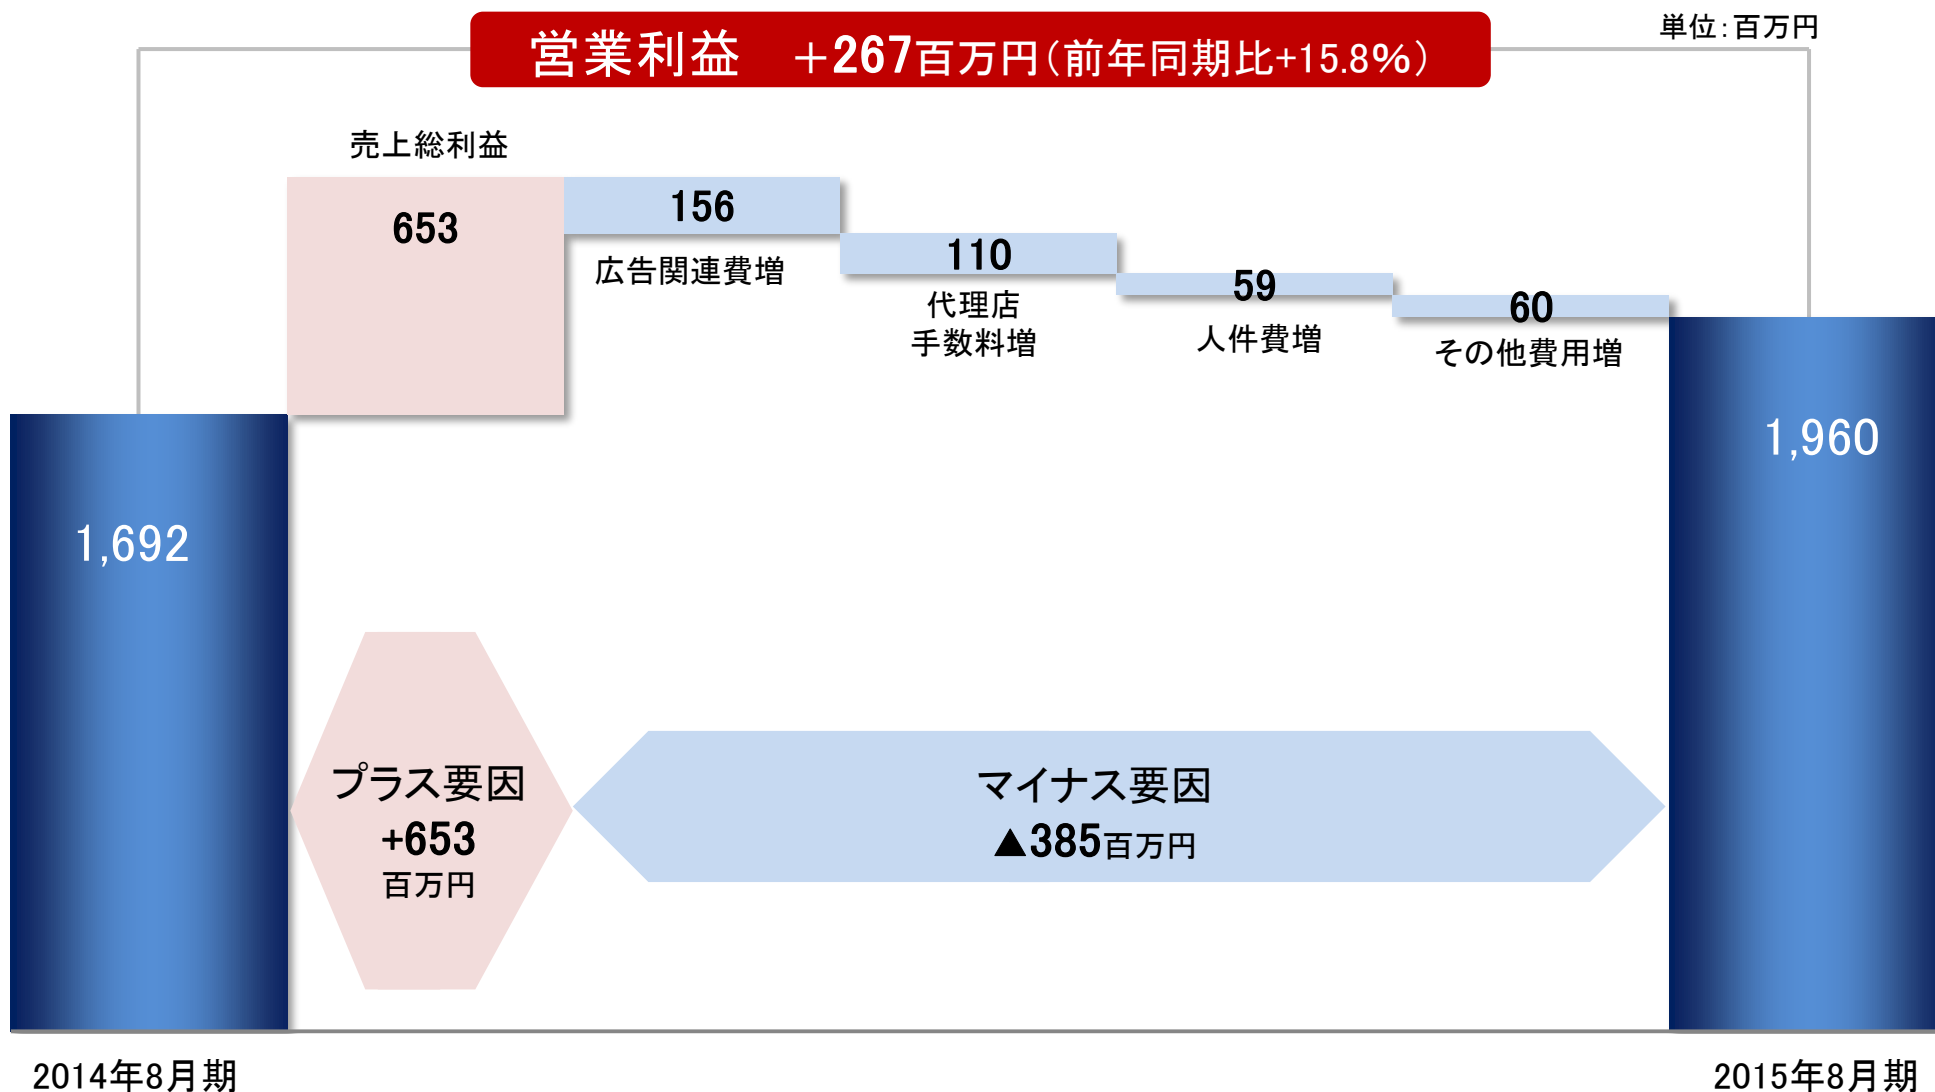 単位:百万円
営業利益 +267百万円(前年同期比+15.8%)
売上総利益
653
156
広告関連費増
110
代理店
手数料増
59
人件費増
60
その他費用増
1,692
1,960
プラス要因
+653
百万円
マイナス要因
▲385百万円
2014年8月期
2015年8月期